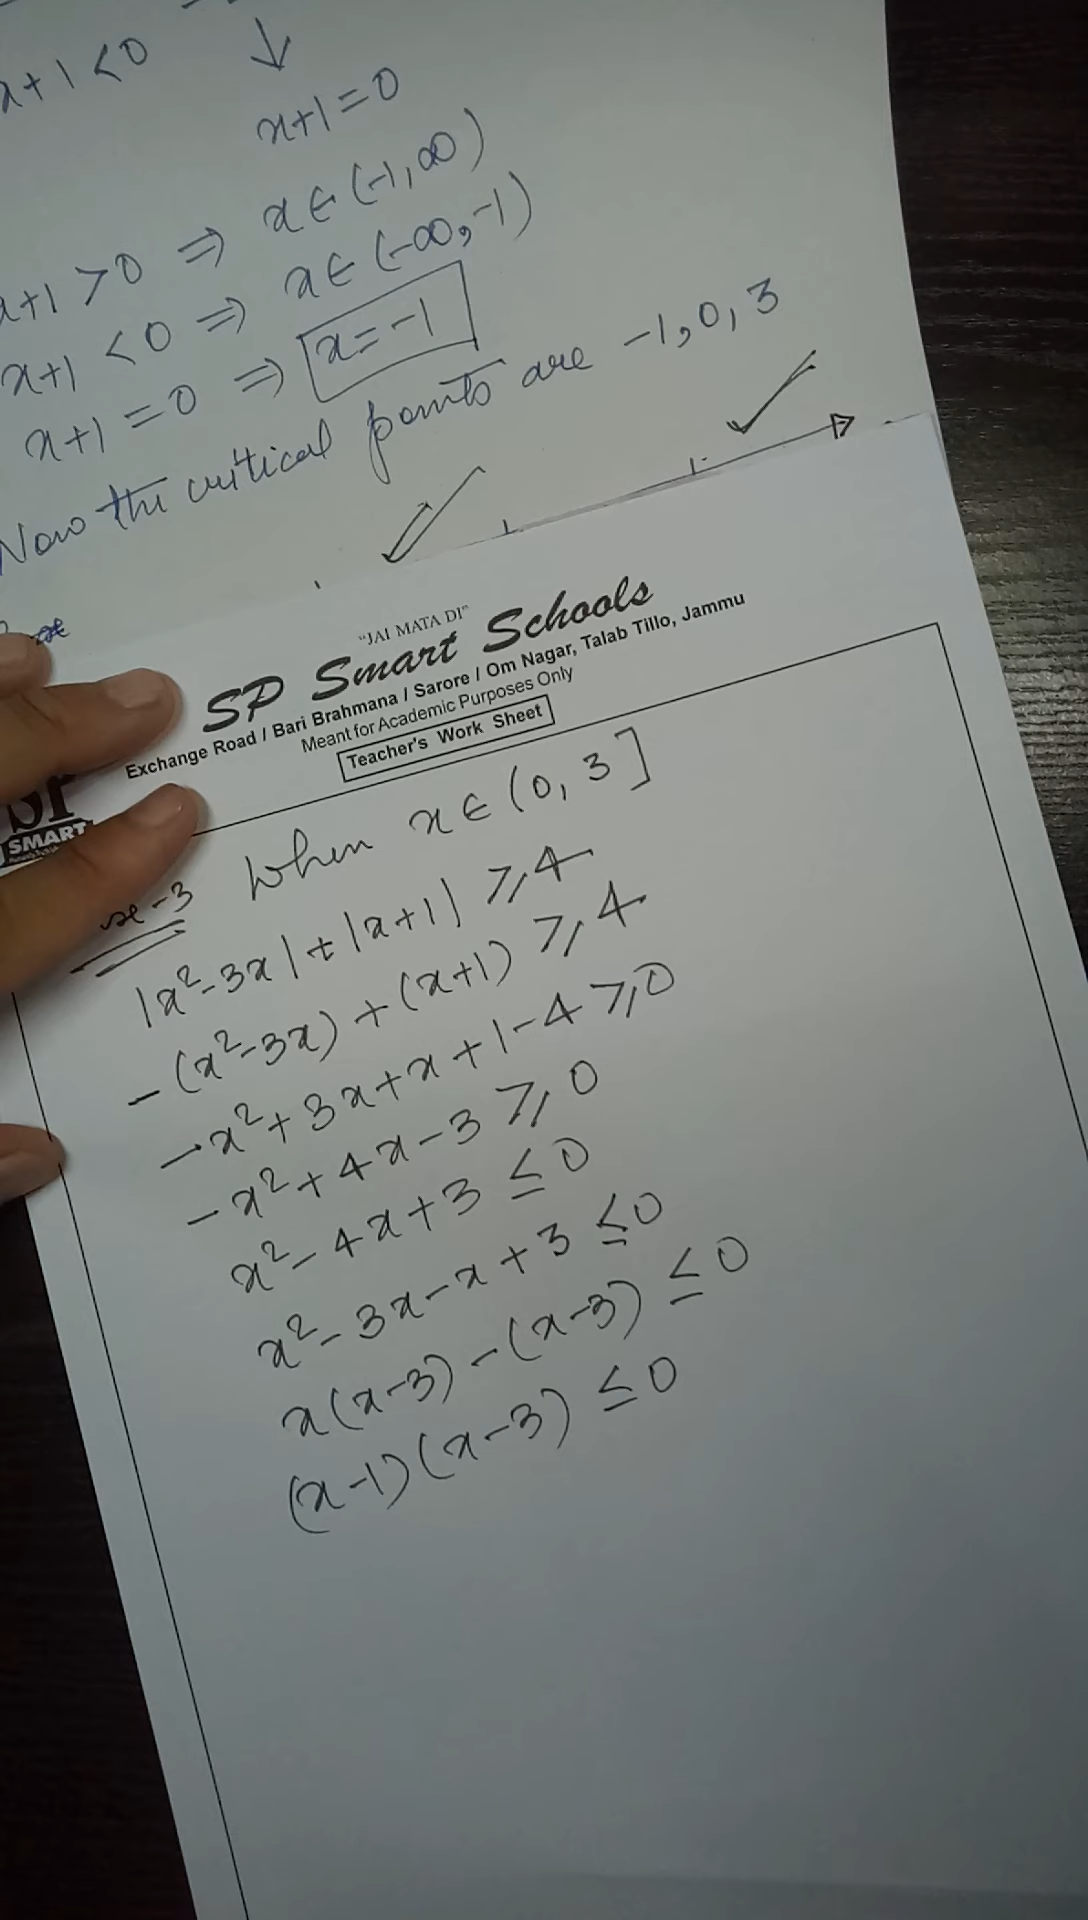 x+1<0
↓
x+1=0
x+1>0 ⇒ x∈(-1,∞)
x+1<0 ⇒ x∈(-∞,-1)
x+1=0 ⇒ x=-1
Now the critical points are -1,0,3
"JAI MATA DI"
SP Smart Schools
Exchange Road / Bari Brahmana / Sarore / Om Nagar, Talab Tillo, Jammu
Meant for Academic Purposes Only
Teacher's Work Sheet
SP
SMART
se-3 When x∈(0,3]
|x²-3x|+|x+1|≥4
-(x²-3x)+(x+1)≥4
-x²+3x+x+1-4≥0
-x²+4x-3≥0
x²-4x+3≤0
x²-3x-x+3≤0
x(x-3)-(x-3)≤0
(x-1)(x-3)≤0